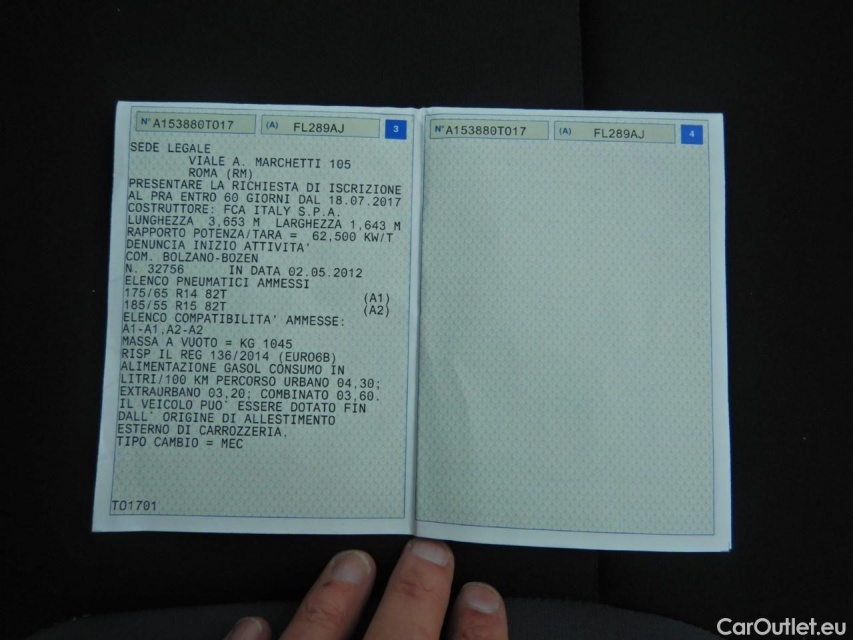 N° A153880T017 (A) FL289AJ 3
SEDE LEGALE
VIALE A. MARCHETTI 105
ROMA (RM)
PRESENTARE LA RICHIESTA DI ISCRIZIONE
AL PRA ENTRO 60 GIORNI DAL 18.07.2017
COSTRUTTORE: FCA ITALY S.P.A.
LUNGHEZZA 3,653 M LARGHEZZA 1,643 M
RAPPORTO POTENZA/TARA = 62,500 KW/T
DENUNCIA INIZIO ATTIVITA'
COM. BOLZANO-BOZEN
N. 32756 IN DATA 02.05.2012
ELENCO PNEUMATICI AMMESSI
175/65 R14 82T (A1)
185/55 R15 82T (A2)
ELENCO COMPATIBILITA' AMMESSE:
A1-A1,A2-A2
MASSA A VUOTO = KG 1045
RISP IL REG 136/2014 (EURO6B)
ALIMENTAZIONE GASOL CONSUMO IN
LITRI/100 KM PERCORSO URBANO 04,30;
EXTRAURBANO 03,20; COMBINATO 03,60.
IL VEICOLO PUO' ESSERE DOTATO FIN
DALL' ORIGINE DI ALLESTIMENTO
ESTERNO DI CARROZZERIA.
TIPO CAMBIO = MEC
TO1701
N° A153880T017 (A) FL289AJ 4
CarOutlet.eu